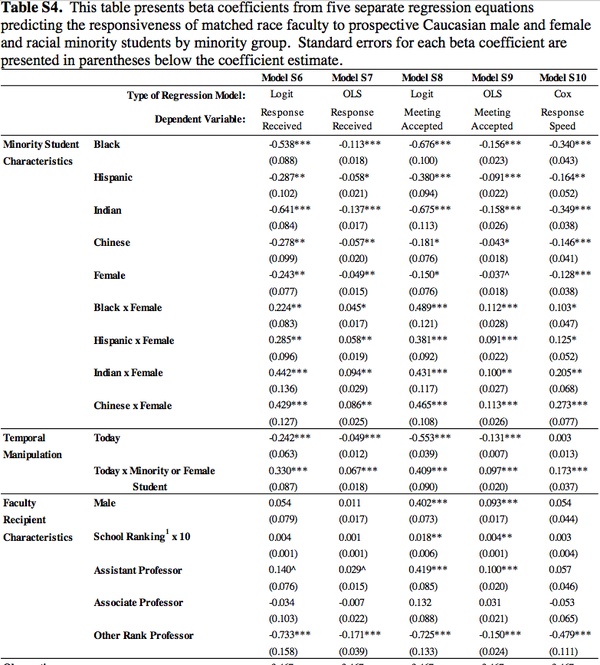 Table S4. This table presents beta coefficients from five separate regression equations
predicting the responsiveness of matched race faculty to prospective Caucasian male and female
and racial minority students by minority group. Standard errors for each beta coefficient are
presented in parentheses below the coefficient estimate.
Model S6 Model S7 Model S8 Model S9 Model S10
Type of Regression Model: Logit OLS Logit OLS Cox
Dependent Variable: Response Received Response Received Meeting Accepted Meeting Accepted Response Speed
Minority Student Characteristics Black -0.538*** -0.113*** -0.676*** -0.156*** -0.340***
(0.088) (0.018) (0.100) (0.023) (0.043)
Hispanic -0.287** -0.058* -0.380*** -0.091*** -0.164**
(0.102) (0.021) (0.094) (0.022) (0.052)
Indian -0.641*** -0.137*** -0.675*** -0.158*** -0.349***
(0.084) (0.017) (0.113) (0.026) (0.038)
Chinese -0.278** -0.057** -0.181* -0.043* -0.146***
(0.099) (0.020) (0.076) (0.018) (0.041)
Female -0.243** -0.049** -0.150* -0.037^ -0.128***
(0.077) (0.015) (0.076) (0.018) (0.038)
Black x Female 0.224** 0.045* 0.489*** 0.112*** 0.103*
(0.083) (0.017) (0.121) (0.028) (0.047)
Hispanic x Female 0.285** 0.058** 0.381*** 0.091*** 0.125*
(0.096) (0.019) (0.092) (0.022) (0.052)
Indian x Female 0.442*** 0.094** 0.431*** 0.100** 0.205**
(0.136) (0.029) (0.117) (0.027) (0.068)
Chinese x Female 0.429*** 0.086** 0.465*** 0.113*** 0.273***
(0.127) (0.025) (0.108) (0.026) (0.077)
Temporal Manipulation Today -0.242*** -0.049*** -0.553*** -0.131*** 0.003
(0.063) (0.012) (0.039) (0.007) (0.013)
Today x Minority or Female Student 0.330*** 0.067*** 0.409*** 0.097*** 0.173***
(0.087) (0.018) (0.090) (0.020) (0.037)
Faculty Recipient Characteristics Male 0.054 0.011 0.402*** 0.093*** 0.054
(0.079) (0.017) (0.073) (0.017) (0.044)
School Ranking¹ x 10 0.004 0.001 0.018** 0.004** 0.003
(0.001) (0.001) (0.006) (0.001) (0.004)
Assistant Professor 0.140^ 0.029^ 0.419*** 0.100*** 0.057
(0.076) (0.015) (0.085) (0.020) (0.046)
Associate Professor -0.034 -0.007 0.132 0.031 -0.053
(0.103) (0.022) (0.088) (0.021) (0.065)
Other Rank Professor -0.733*** -0.171*** -0.725*** -0.150*** -0.479***
(0.158) (0.039) (0.133) (0.024) (0.111)